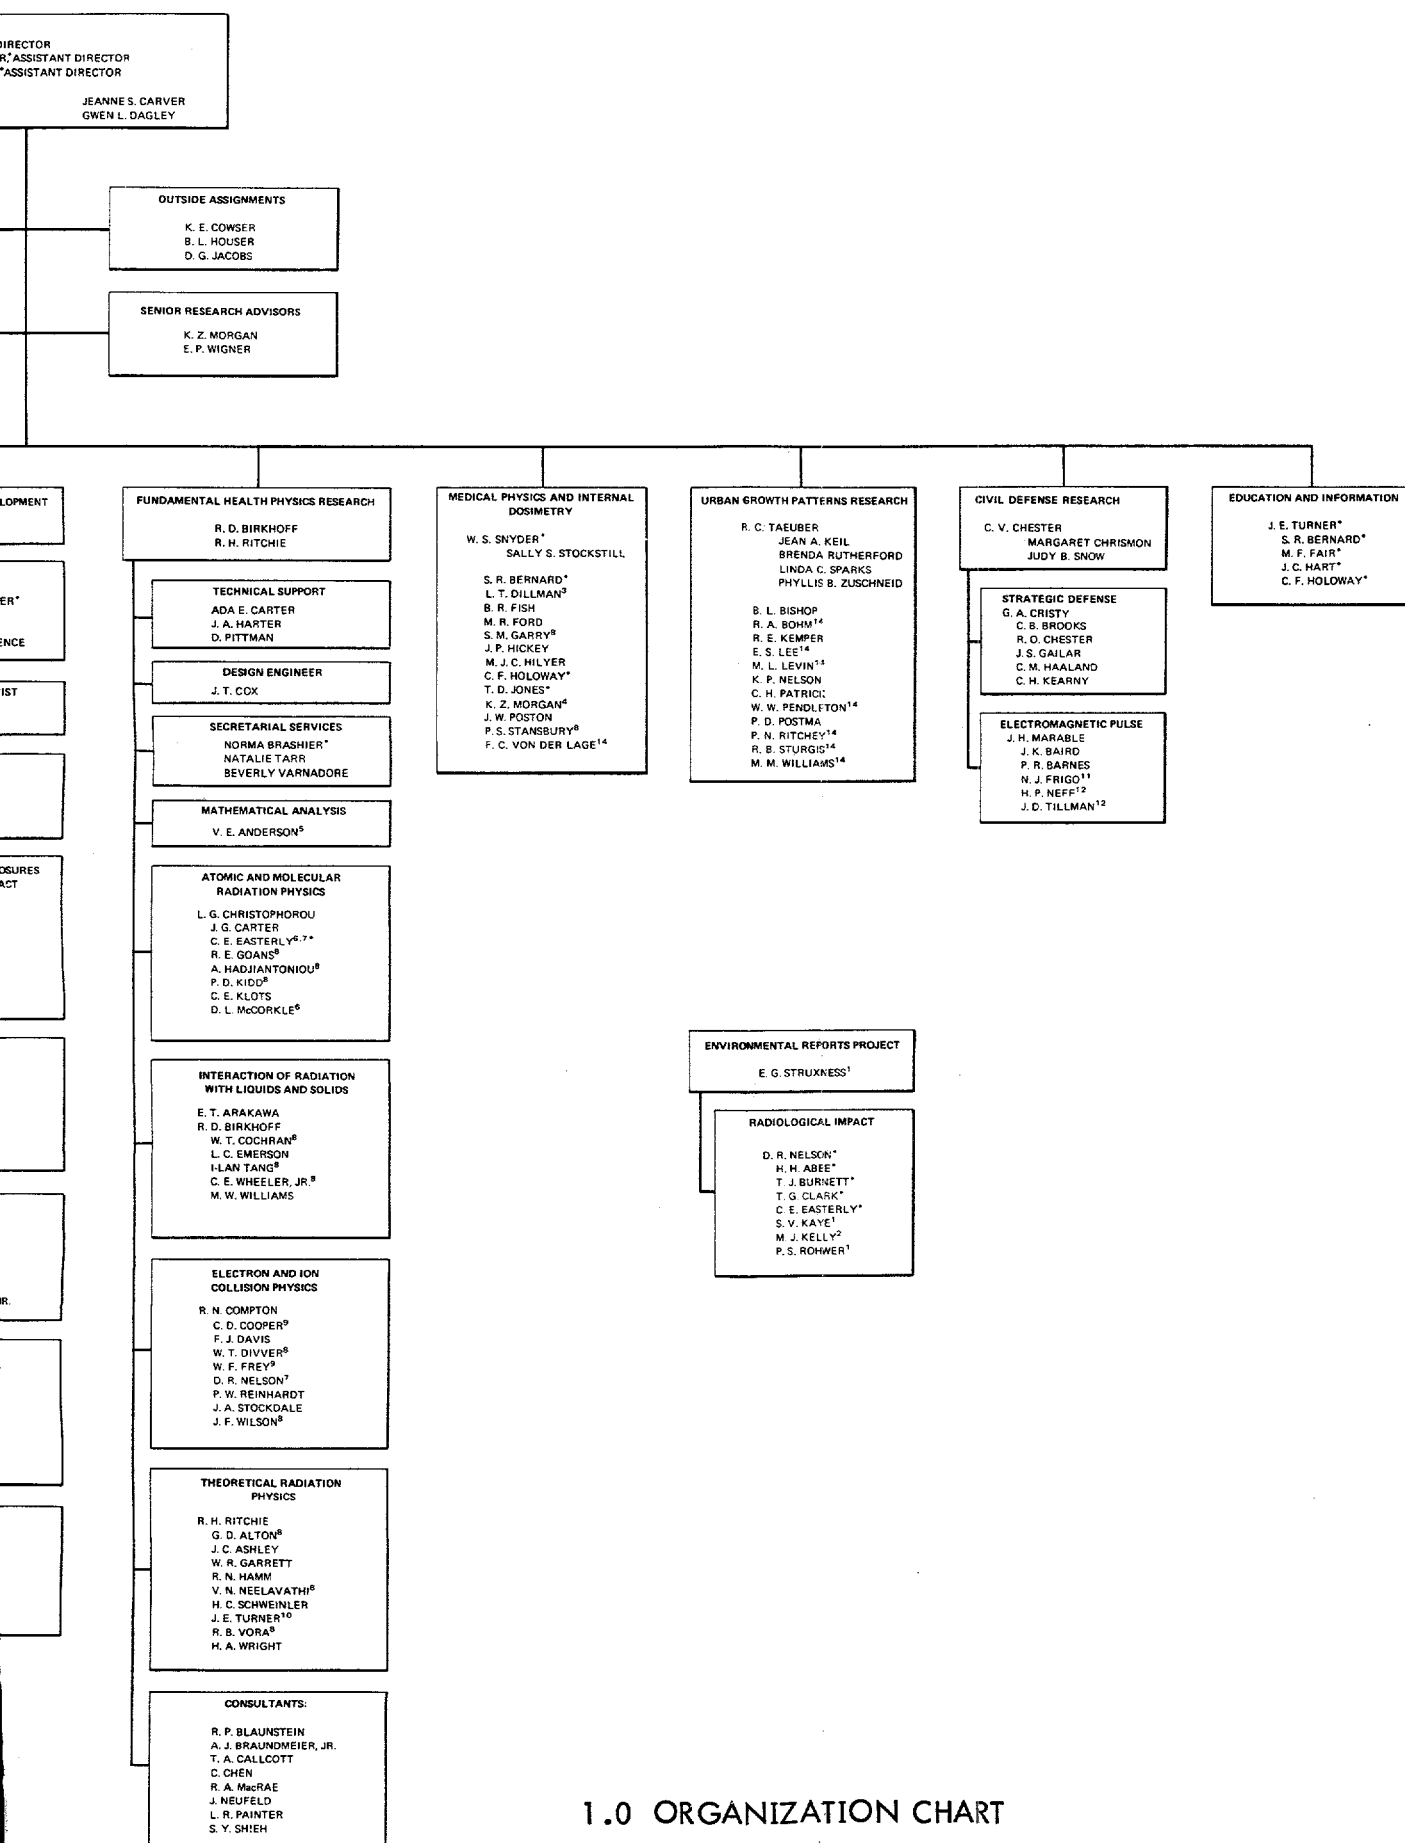 DIRECTOR
R,*ASSISTANT DIRECTOR
*ASSISTANT DIRECTOR
JEANNE S. CARVER
GWEN L. DAGLEY
OUTSIDE ASSIGNMENTS
K. E. COWSER
B. L. HOUSER
D. G. JACOBS
SENIOR RESEARCH ADVISORS
K. Z. MORGAN
E. P. WIGNER
LOPMENT
ER*
ENCE
IST
OSURES
ACT
IR.
FUNDAMENTAL HEALTH PHYSICS RESEARCH
R. D. BIRKHOFF
R. H. RITCHIE
TECHNICAL SUPPORT
ADA E. CARTER
J. A. HARTER
D. PITTMAN
DESIGN ENGINEER
J. T. COX
SECRETARIAL SERVICES
NORMA BRASHIER*
NATALIE TARR
BEVERLY VARNADORE
MATHEMATICAL ANALYSIS
V. E. ANDERSON⁵
ATOMIC AND MOLECULAR
RADIATION PHYSICS
L. G. CHRISTOPHOROU
J. G. CARTER
C. E. EASTERLY⁶·⁷*
R. E. GOANS⁸
A. HADJIANTONIOU⁸
P. D. KIDD⁸
C. E. KLOTS
D. L. McCORKLE⁶
INTERACTION OF RADIATION
WITH LIQUIDS AND SOLIDS
E. T. ARAKAWA
R. D. BIRKHOFF
W. T. COCHRAN⁸
L. C. EMERSON
I-LAN TANG⁸
C. E. WHEELER, JR.⁸
M. W. WILLIAMS
ELECTRON AND ION
COLLISION PHYSICS
R. N. COMPTON
C. D. COOPER⁹
F. J. DAVIS
W. T. DIVVER⁸
W. F. FREY⁹
D. R. NELSON⁷
P. W. REINHARDT
J. A. STOCKDALE
J. F. WILSON⁸
THEORETICAL RADIATION
PHYSICS
R. H. RITCHIE
G. D. ALTON⁸
J. C. ASHLEY
W. R. GARRETT
R. N. HAMM
V. N. NEELAVATHI⁸
H. C. SCHWEINLER
J. E. TURNER¹⁰
R. B. VORA⁸
H. A. WRIGHT
CONSULTANTS:
R. P. BLAUNSTEIN
A. J. BRAUNDMEIER, JR.
T. A. CALLCOTT
C. CHEN
R. A. MacRAE
J. NEUFELD
L. R. PAINTER
S. Y. SHIEH
MEDICAL PHYSICS AND INTERNAL
DOSIMETRY
W. S. SNYDER*
SALLY S. STOCKSTILL
S. R. BERNARD*
L. T. DILLMAN³
B. R. FISH
M. R. FORD
S. M. GARRY⁸
J. P. HICKEY
M. J. C. HILYER
C. F. HOLOWAY*
T. D. JONES*
K. Z. MORGAN⁴
J. W. POSTON
P. S. STANSBURY⁸
F. C. VON DER LAGE¹⁴
URBAN GROWTH PATTERNS RESEARCH
R. C. TAEUBER
JEAN A. KEIL
BRENDA RUTHERFORD
LINDA C. SPARKS
PHYLLIS B. ZUSCHNEID
B. L. BISHOP
R. A. BOHM¹⁴
R. E. KEMPER
E. S. LEE¹⁴
M. L. LEVIN¹³
K. P. NELSON
C. H. PATRICK
W. W. PENDLETON¹⁴
P. D. POSTMA
P. N. RITCHEY¹⁴
R. B. STURGIS¹⁴
M. M. WILLIAMS¹⁴
CIVIL DEFENSE RESEARCH
C. V. CHESTER
MARGARET CHRISMON
JUDY B. SNOW
STRATEGIC DEFENSE
G. A. CRISTY
C. B. BROOKS
R. O. CHESTER
J. S. GAILAR
C. M. HAALAND
C. H. KEARNY
ELECTROMAGNETIC PULSE
J. H. MARABLE
J. K. BAIRD
P. R. BARNES
N. J. FRIGO¹¹
H. P. NEFF¹²
J. D. TILLMAN¹²
EDUCATION AND INFORMATION
J. E. TURNER*
S. R. BERNARD*
M. F. FAIR*
J. C. HART*
C. F. HOLOWAY*
ENVIRONMENTAL REPORTS PROJECT
E. G. STRUXNESS¹
RADIOLOGICAL IMPACT
D. R. NELSON*
H. H. ABEE*
T. J. BURNETT*
T. G. CLARK*
C. E. EASTERLY*
S. V. KAYE¹
M. J. KELLY²
P. S. ROHWER¹
1.0 ORGANIZATION CHART